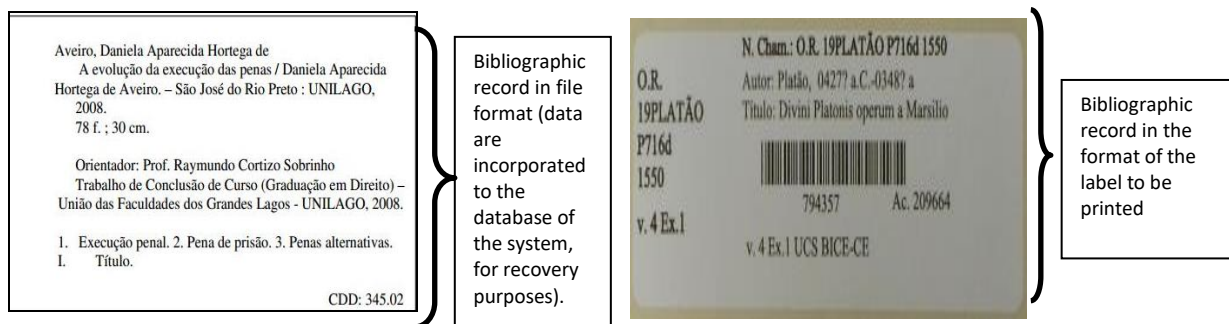 Aveiro, Daniela Aparecida Hortega de
A evolução da execução das penas / Daniela Aparecida
Hortega de Aveiro. – São José do Rio Preto : UNILAGO,
2008.
78 f. ; 30 cm.
Orientador: Prof. Raymundo Cortizo Sobrinho
Trabalho de Conclusão de Curso (Graduação em Direito) –
União das Faculdades dos Grandes Lagos - UNILAGO, 2008.
1. Execução penal. 2. Pena de prisão. 3. Penas alternativas.
I. Título.
CDD: 345.02
Bibliographic
record in file
format (data
are
incorporated
to the
database of
the system,
for recovery
purposes).
O.R.
19PLATÃO
P716d
1550
v. 4 Ex.1
N. Cham.: O.R. 19PLATÃO P716d 1550
Autor: Platão, 0427? a.C.-0348? a
Título: Divini Platonis operum a Marsilio
794357 Ac. 209664
v. 4 Ex.1 UCS BICE-CE
Bibliographic
record in the
format of the
label to be
printed